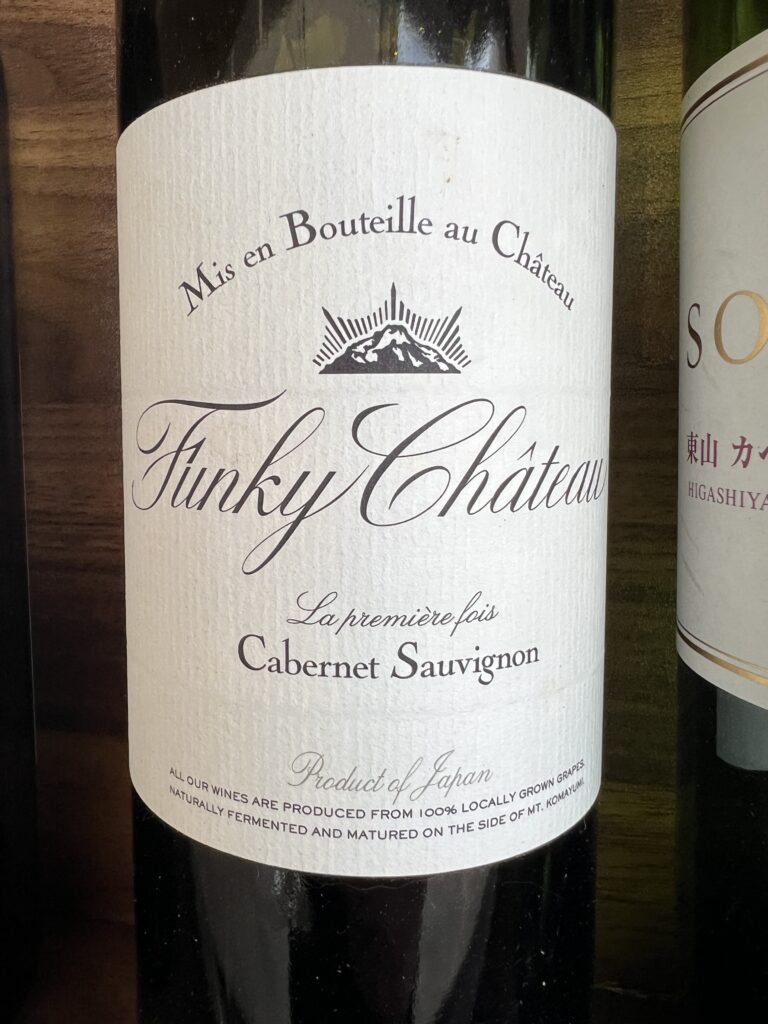 Mis en Bouteille au Château
Funky Château
La première fois
Cabernet Sauvignon
Product of Japan
ALL OUR WINES ARE PRODUCED FROM 100% LOCALLY GROWN GRAPES.
NATURALLY FERMENTED AND MATURED ON THE SIDE OF MT. KOMAYUMI.
SO
東山 カベ
HIGASHIYA